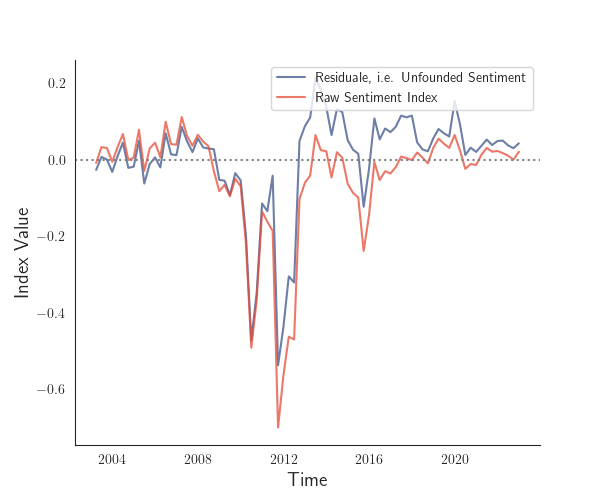 Residuale, i.e. Unfounded Sentiment
Raw Sentiment Index
0.2
0.0
−0.2
−0.4
−0.6
Index Value
2004 2008 2012 2016 2020
Time